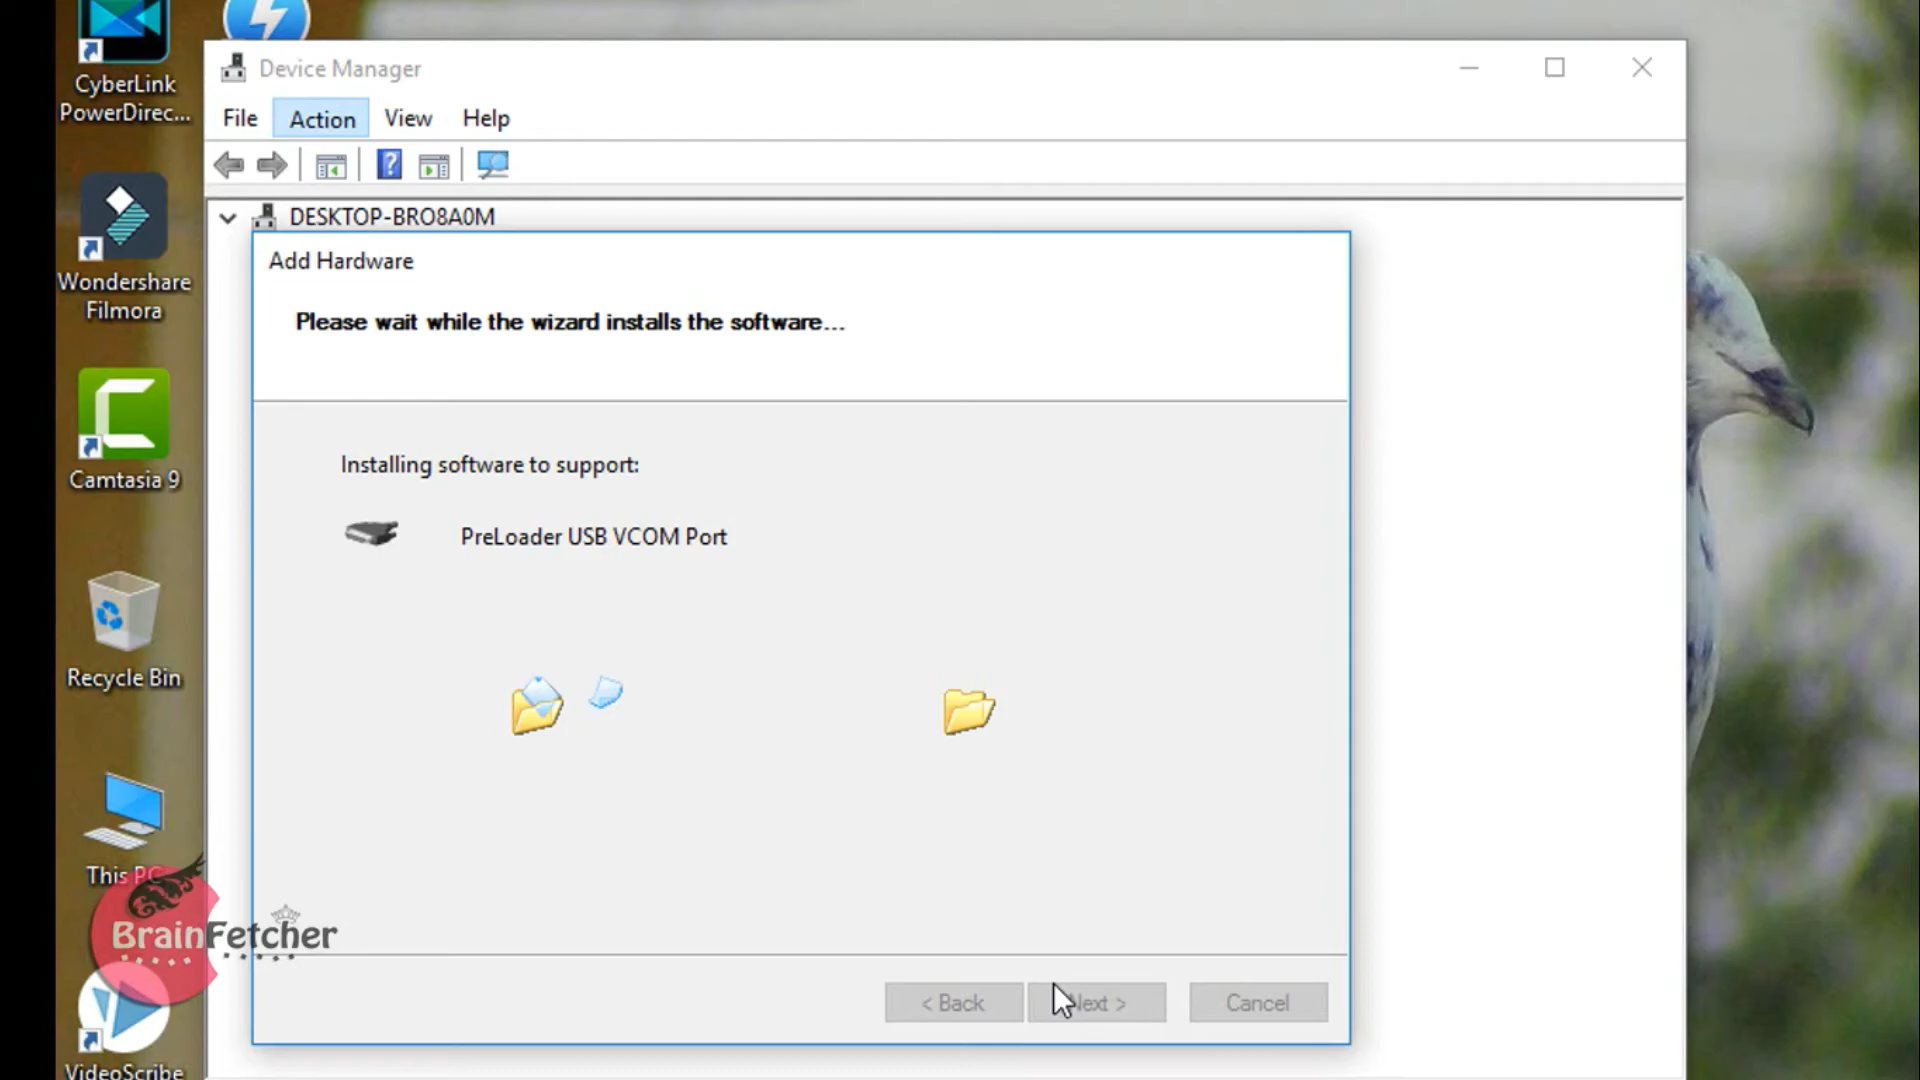 CyberLink
PowerDirec...
Wondershare
Filmora
Camtasia 9
Recycle Bin
This PC
VideoScribe
Device Manager
File Action View Help
DESKTOP-BRO8A0M
Add Hardware
Please wait while the wizard installs the software...
Installing software to support:
PreLoader USB VCOM Port
< Back Next > Cancel
BrainFetcher